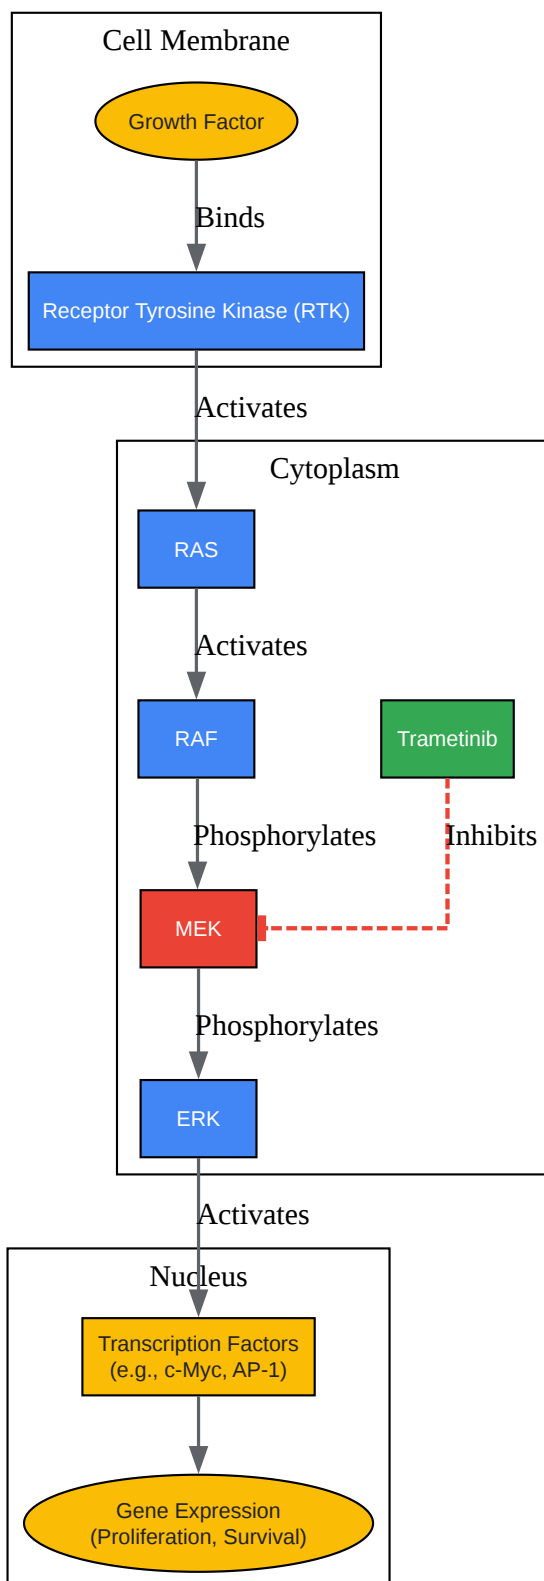 Cell Membrane
Growth Factor
Binds
Receptor Tyrosine Kinase (RTK)
Activates
Cytoplasm
RAS
Activates
RAF
Trametinib
Phosphorylates
Inhibits
MEK
Phosphorylates
ERK
Activates
Nucleus
Transcription Factors
(e.g., c-Myc, AP-1)
Gene Expression
(Proliferation, Survival)